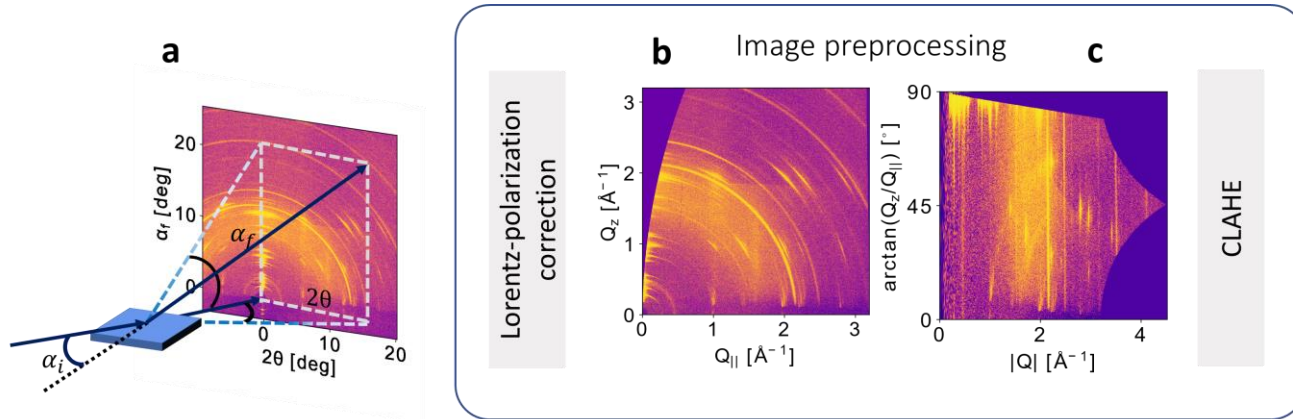 a
20
10
0
α_f [deg]
α_f
2θ
α_i
0 10 20
2θ [deg]
Image preprocessing
Lorentz-polarization
correction
b
3
2
1
0
Q_z [Å⁻¹]
0 1 2 3
Q_|| [Å⁻¹]
c
90
45
0
arctan(Q_z/Q_||) [°]
2 4
|Q| [Å⁻¹]
CLAHE